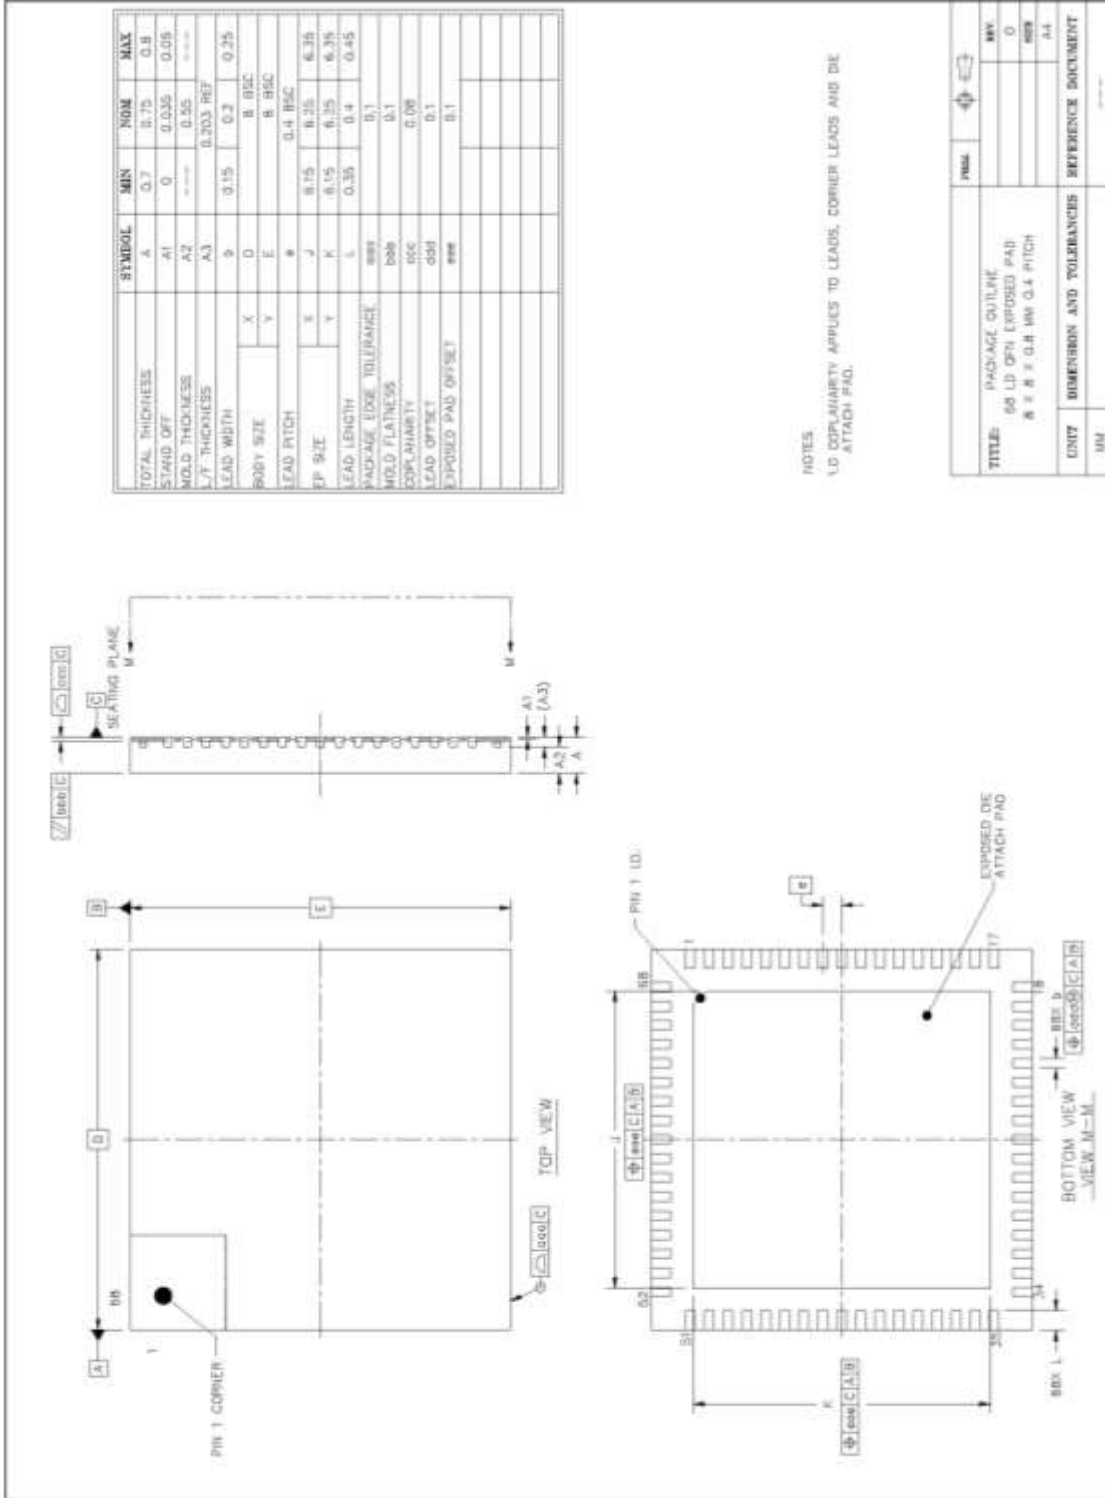 SYMBOL MIN NOM MAX
TOTAL THICKNESS A 0.7 0.75 0.8
STAND OFF A1 0 0.035 0.05
MOLD THICKNESS A2 --- 0.55 ---
L/F THICKNESS A3 0.203 REF
LEAD WIDTH b 0.15 0.2 0.25
BODY SIZE X D 8 BSC
Y E 8 BSC
LEAD PITCH e 0.4 BSC
EP SIZE X J 6.15 6.25 6.35
Y K 6.15 6.25 6.35
LEAD LENGTH L 0.35 0.4 0.45
PACKAGE EDGE TOLERANCE aaa 0.1
MOLD FLATNESS bbb 0.1
COPLANARITY ccc 0.08
LEAD OFFSET ddd 0.1
EXPOSED PAD OFFSET eee 0.1
ccc C
C
SEATING PLANE
bbb C
M
M
A1
(A3)
A2
A
A
D
B
E
68
1
PIN 1 CORNER
TOP VIEW
aaa C
PIN 1 I.D.
e
EXPOSED DIE
ATTACH PAD
J
eee C A B
K
eee C A B
68
1
17
52
51
35
34
68X L
68X b
ddd C A B
BOTTOM VIEW
VIEW M-M
NOTES
1.0 COPLANARITY APPLIES TO LEADS, CORNER LEADS AND DIE
ATTACH PAD.
TITLE: PACKAGE OUTLINE
68 LD QFN EXPOSED PAD
8 X 8 X 0.8 MM 0.4 PITCH
REV.
0
SIZE
A4
UNIT DIMENSION AND TOLERANCES REFERENCE DOCUMENT
MM